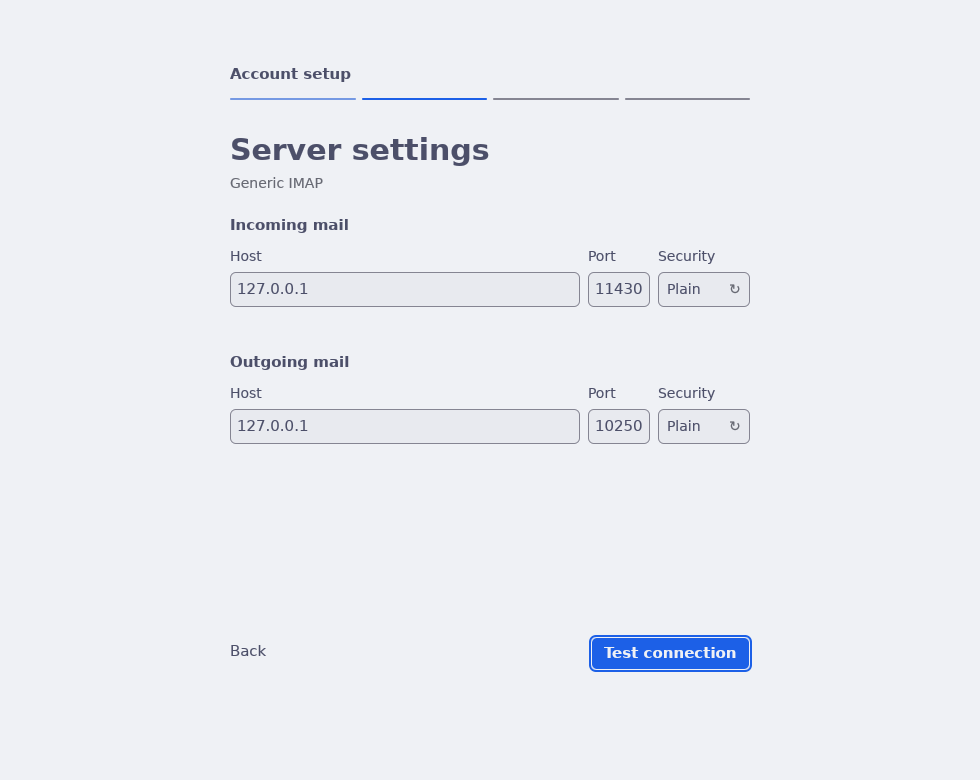 Account setup
Server settings
Generic IMAP
Incoming mail
Host Port Security
127.0.0.1 11430 Plain ↻
Outgoing mail
Host Port Security
127.0.0.1 10250 Plain ↻
Back Test connection